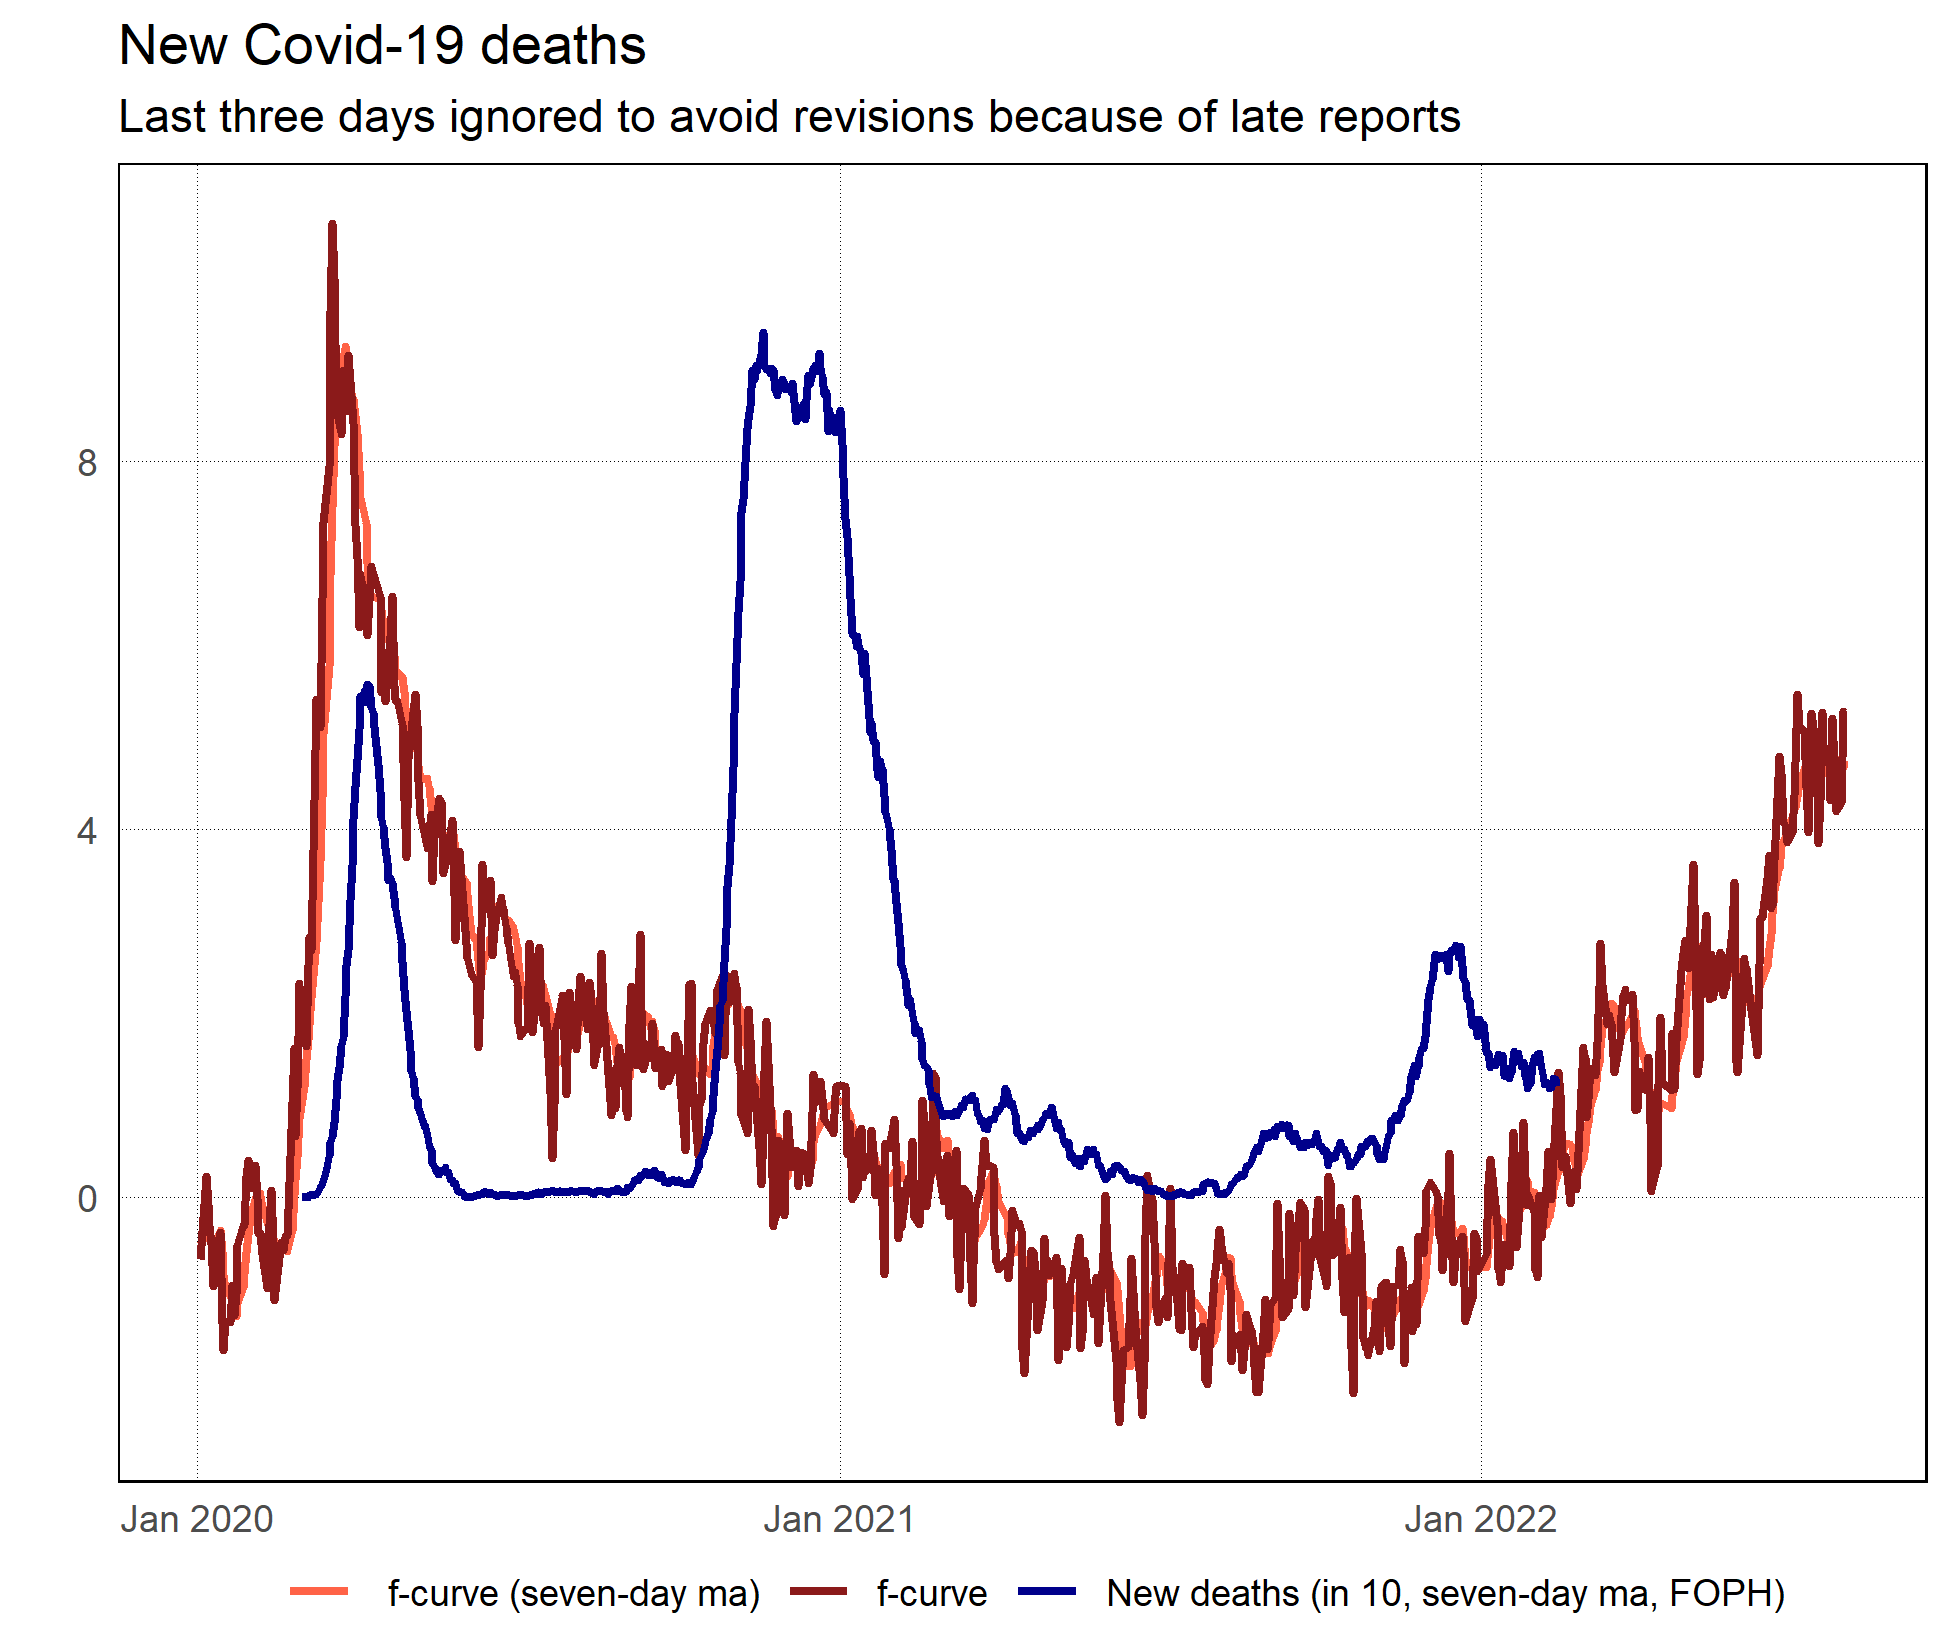 New Covid-19 deaths
Last three days ignored to avoid revisions because of late reports
8
4
0
Jan 2020 Jan 2021 Jan 2022
f-curve (seven-day ma) f-curve New deaths (in 10, seven-day ma, FOPH)